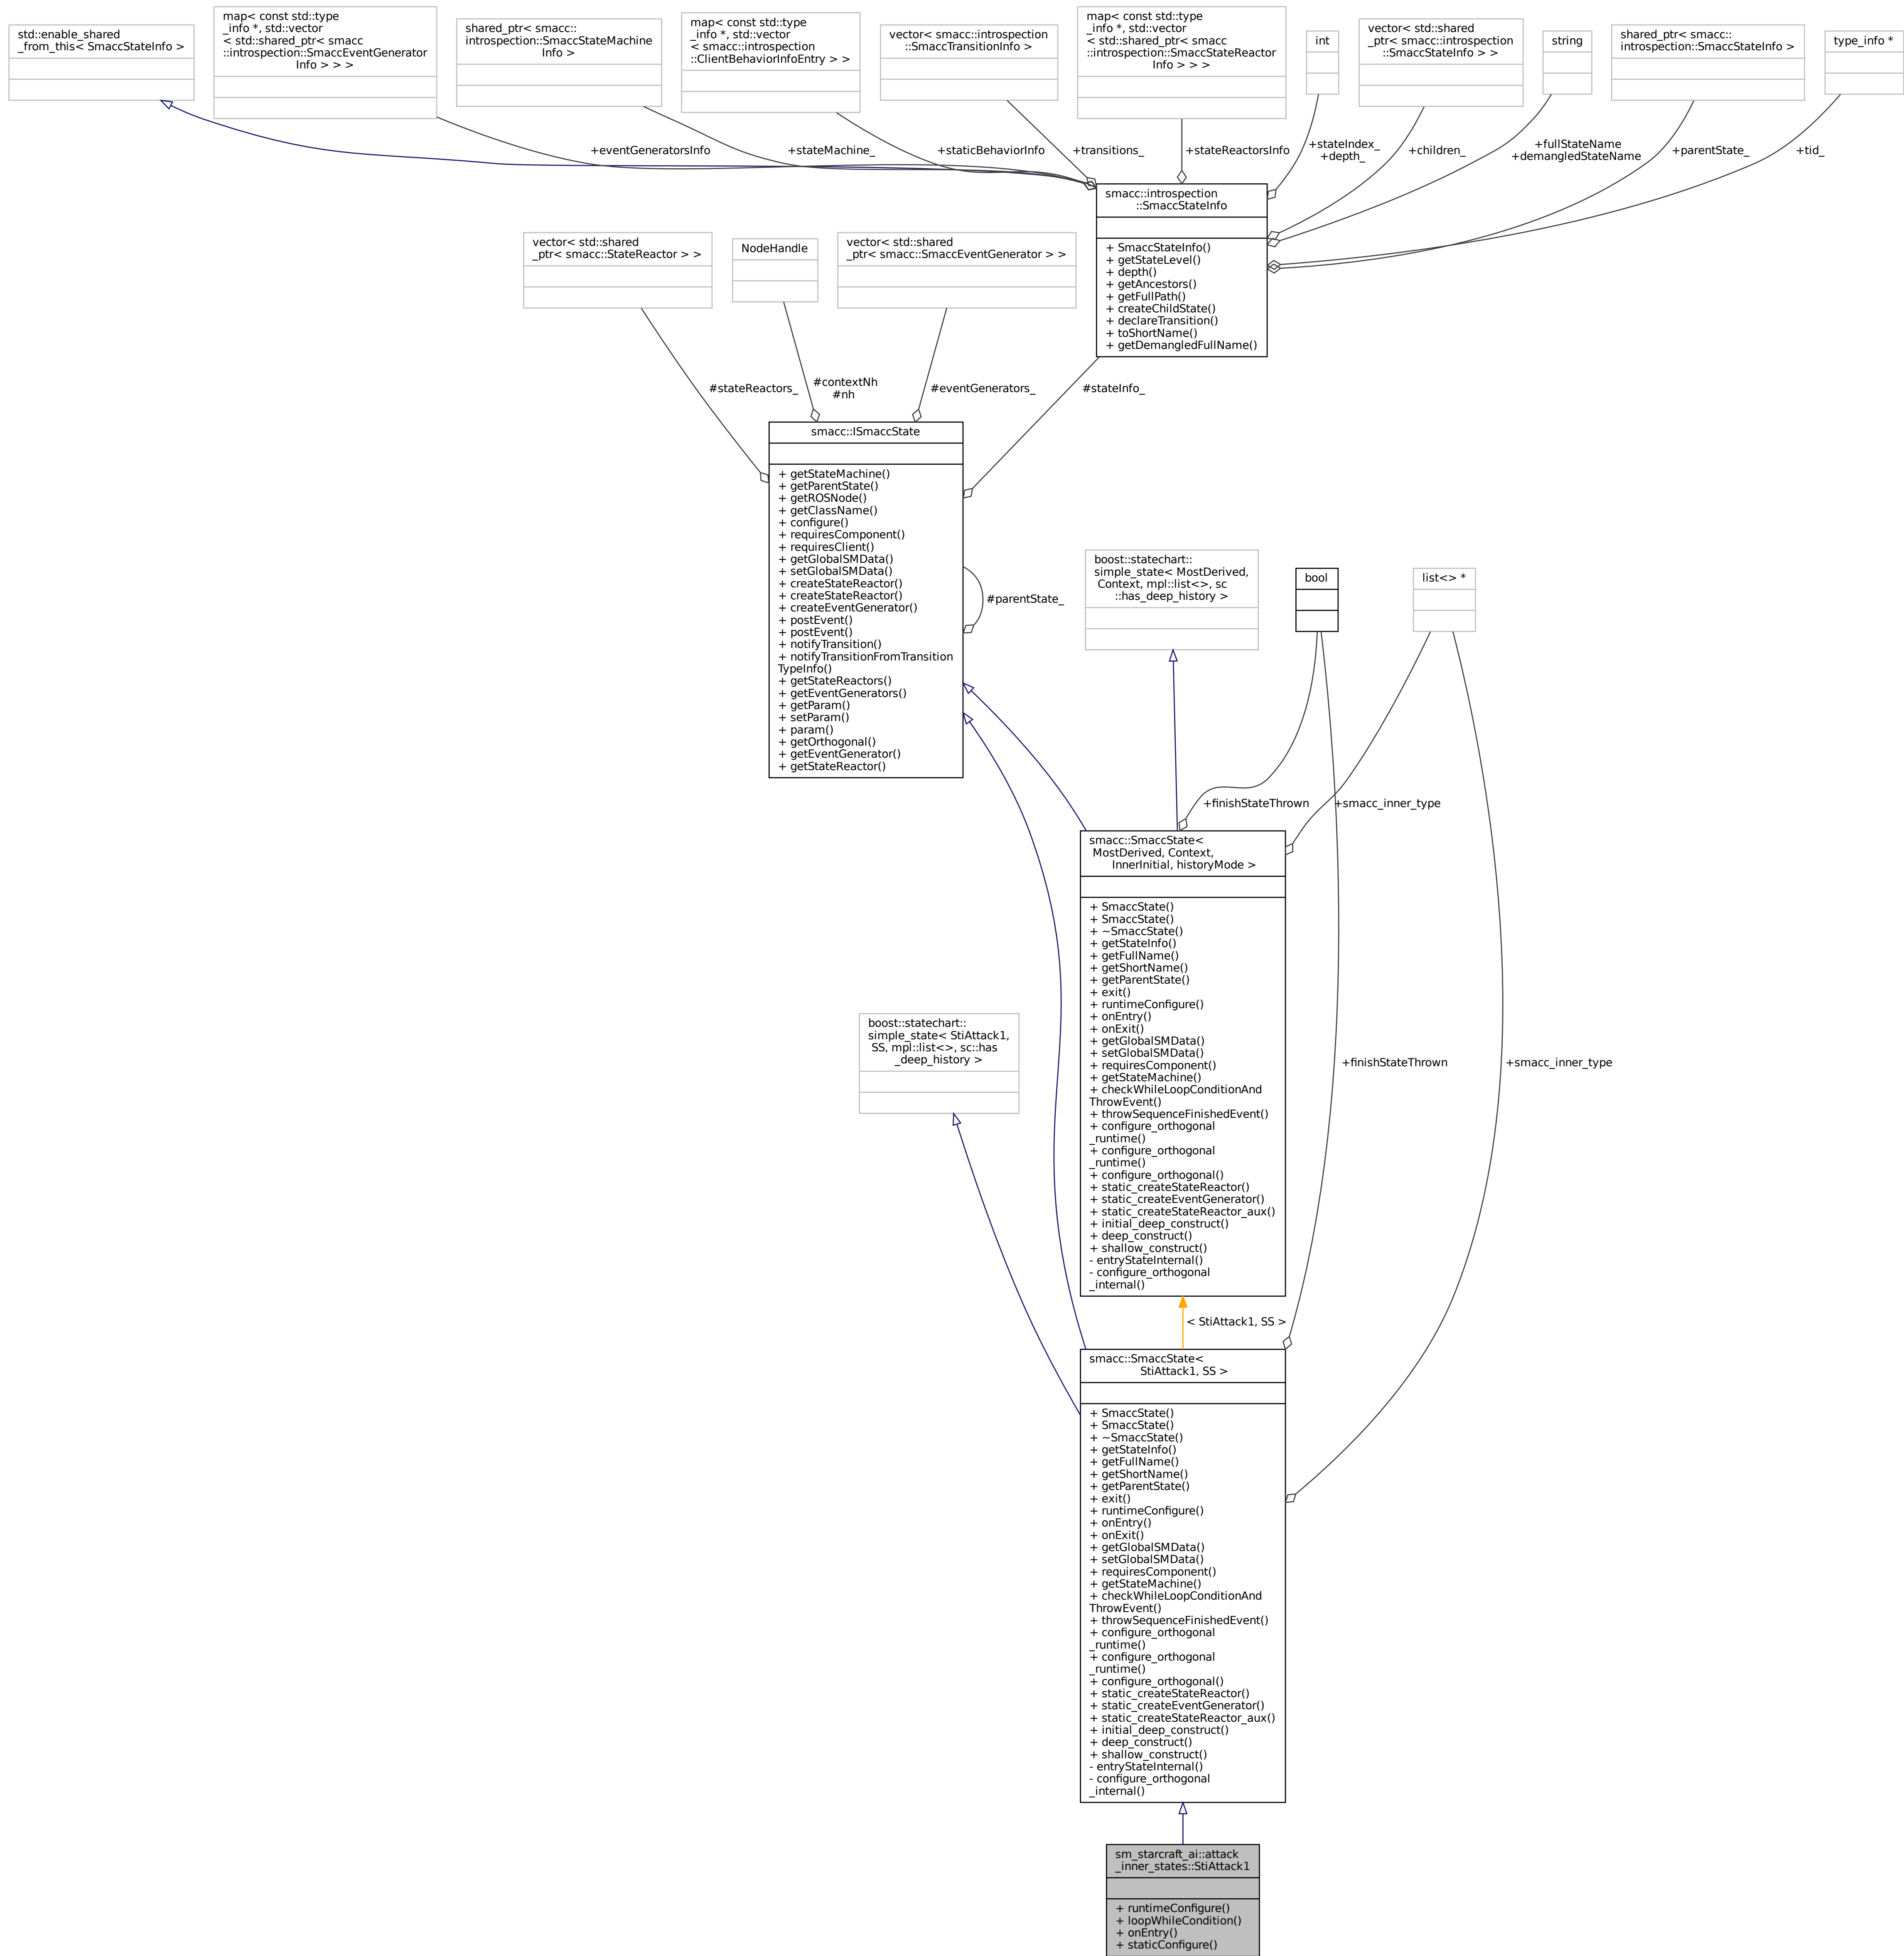 std::enable_shared
_from_this< SmaccStateInfo >
map< const std::type
_info *, std::vector
< std::shared_ptr< smacc
::introspection::SmaccEventGenerator
Info > > >
shared_ptr< smacc::
introspection::SmaccStateMachine
Info >
map< const std::type
_info *, std::vector
< smacc::introspection
::ClientBehaviorInfoEntry > >
vector< smacc::introspection
::SmaccTransitionInfo >
map< const std::type
_info *, std::vector
< std::shared_ptr< smacc
::introspection::SmaccStateReactor
Info > > >
int
vector< std::shared
_ptr< smacc::introspection
::SmaccStateInfo > >
string
shared_ptr< smacc::
introspection::SmaccStateInfo >
type_info *
+eventGeneratorsInfo
+stateMachine_
+staticBehaviorInfo
+transitions_
+stateReactorsInfo
+stateIndex_
+depth_
+children_
+fullStateName
+demangledStateName
+parentState_
+tid_
smacc::introspection
::SmaccStateInfo
+ SmaccStateInfo()
+ getStateLevel()
+ depth()
+ getAncestors()
+ getFullPath()
+ createChildState()
+ declareTransition()
+ toShortName()
+ getDemangledFullName()
vector< std::shared
_ptr< smacc::StateReactor > >
NodeHandle
vector< std::shared
_ptr< smacc::SmaccEventGenerator > >
#stateReactors_
#contextNh
#nh
#eventGenerators_
#stateInfo_
smacc::ISmaccState
+ getStateMachine()
+ getParentState()
+ getROSNode()
+ getClassName()
+ configure()
+ requiresComponent()
+ requiresClient()
+ getGlobalSMData()
+ setGlobalSMData()
+ createStateReactor()
+ createStateReactor()
+ createEventGenerator()
+ postEvent()
+ postEvent()
+ notifyTransition()
+ notifyTransitionFromTransition
TypeInfo()
+ getStateReactors()
+ getEventGenerators()
+ getParam()
+ setParam()
+ param()
+ getOrthogonal()
+ getEventGenerator()
+ getStateReactor()
#parentState_
boost::statechart::
simple_state< MostDerived,
Context, mpl::list<>, sc
::has_deep_history >
bool
list<> *
+finishStateThrown
+smacc_inner_type
smacc::SmaccState<
MostDerived, Context,
InnerInitial, historyMode >
+ SmaccState()
+ SmaccState()
+ ~SmaccState()
+ getStateInfo()
+ getFullName()
+ getShortName()
+ getParentState()
+ exit()
+ runtimeConfigure()
+ onEntry()
+ onExit()
+ getGlobalSMData()
+ setGlobalSMData()
+ requiresComponent()
+ getStateMachine()
+ checkWhileLoopConditionAnd
ThrowEvent()
+ throwSequenceFinishedEvent()
+ configure_orthogonal
_runtime()
+ configure_orthogonal
_runtime()
+ configure_orthogonal()
+ static_createStateReactor()
+ static_createEventGenerator()
+ static_createStateReactor_aux()
+ initial_deep_construct()
+ deep_construct()
+ shallow_construct()
- entryStateInternal()
- configure_orthogonal
_internal()
boost::statechart::
simple_state< StiAttack1,
SS, mpl::list<>, sc::has
_deep_history >
+finishStateThrown
+smacc_inner_type
< StiAttack1, SS >
smacc::SmaccState<
StiAttack1, SS >
+ SmaccState()
+ SmaccState()
+ ~SmaccState()
+ getStateInfo()
+ getFullName()
+ getShortName()
+ getParentState()
+ exit()
+ runtimeConfigure()
+ onEntry()
+ onExit()
+ getGlobalSMData()
+ setGlobalSMData()
+ requiresComponent()
+ getStateMachine()
+ checkWhileLoopConditionAnd
ThrowEvent()
+ throwSequenceFinishedEvent()
+ configure_orthogonal
_runtime()
+ configure_orthogonal
_runtime()
+ configure_orthogonal()
+ static_createStateReactor()
+ static_createEventGenerator()
+ static_createStateReactor_aux()
+ initial_deep_construct()
+ deep_construct()
+ shallow_construct()
- entryStateInternal()
- configure_orthogonal
_internal()
sm_starcraft_ai::attack
_inner_states::StiAttack1
+ runtimeConfigure()
+ loopWhileCondition()
+ onEntry()
+ staticConfigure()